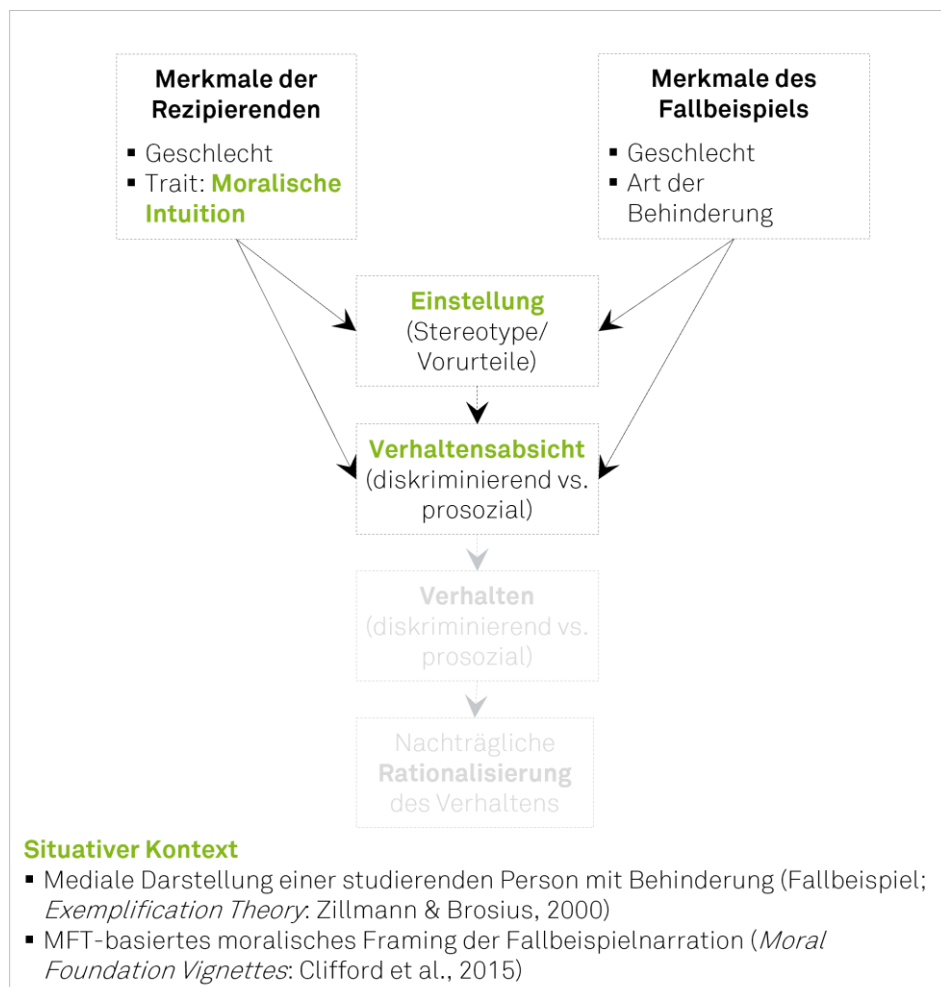 Merkmale der
Rezipierenden
▪ Geschlecht
▪ Trait: Moralische
Intuition
Merkmale des
Fallbeispiels
▪ Geschlecht
▪ Art der
Behinderung
Einstellung
(Stereotype/
Vorurteile)
Verhaltensabsicht
(diskriminierend vs.
prosozial)
Verhalten
(diskriminierend vs.
prosozial)
Nachträgliche
Rationalisierung
des Verhaltens
Situativer Kontext
▪ Mediale Darstellung einer studierenden Person mit Behinderung (Fallbeispiel;
Exemplification Theory: Zillmann & Brosius, 2000)
▪ MFT-basiertes moralisches Framing der Fallbeispielnarration (Moral
Foundation Vignettes: Clifford et al., 2015)